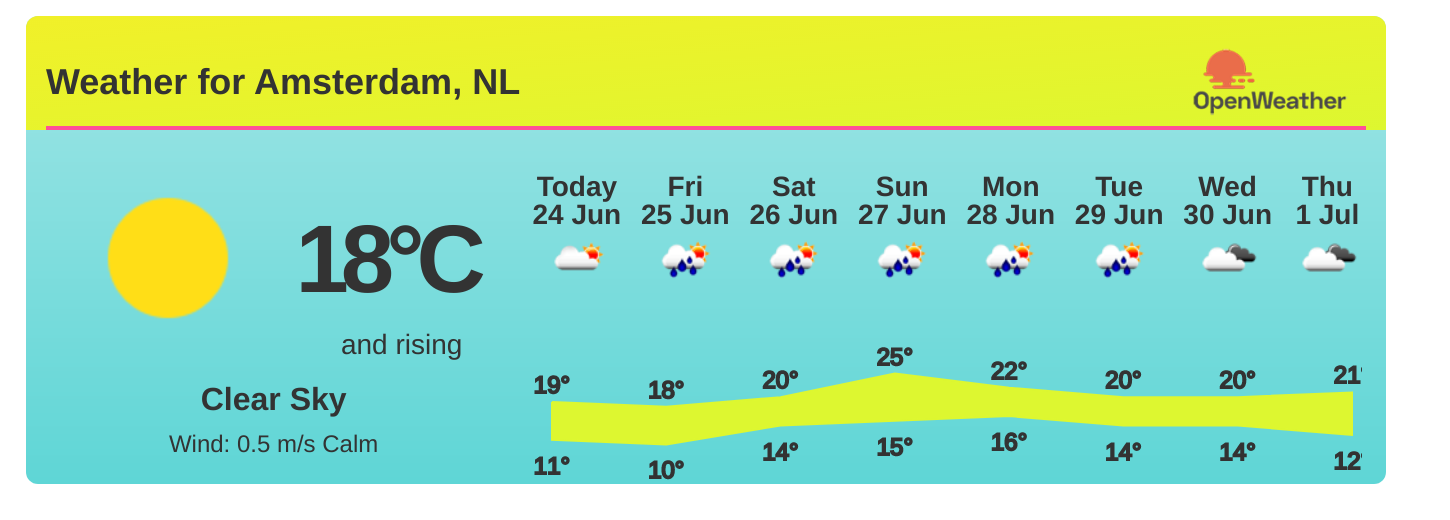 Weather for Amsterdam, NL
OpenWeather
18°C
and rising
Clear Sky
Wind: 0.5 m/s Calm
Today Fri Sat Sun Mon Tue Wed Thu
24 Jun 25 Jun 26 Jun 27 Jun 28 Jun 29 Jun 30 Jun 1 Jul
19° 18° 20° 25° 22° 20° 20° 21°
11° 10° 14° 15° 16° 14° 14° 12°